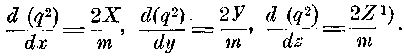 d (q²)/dx = 2X/m, d(q²)/dy = 2Y/m, d (q²)/dz = 2Z¹)/m.